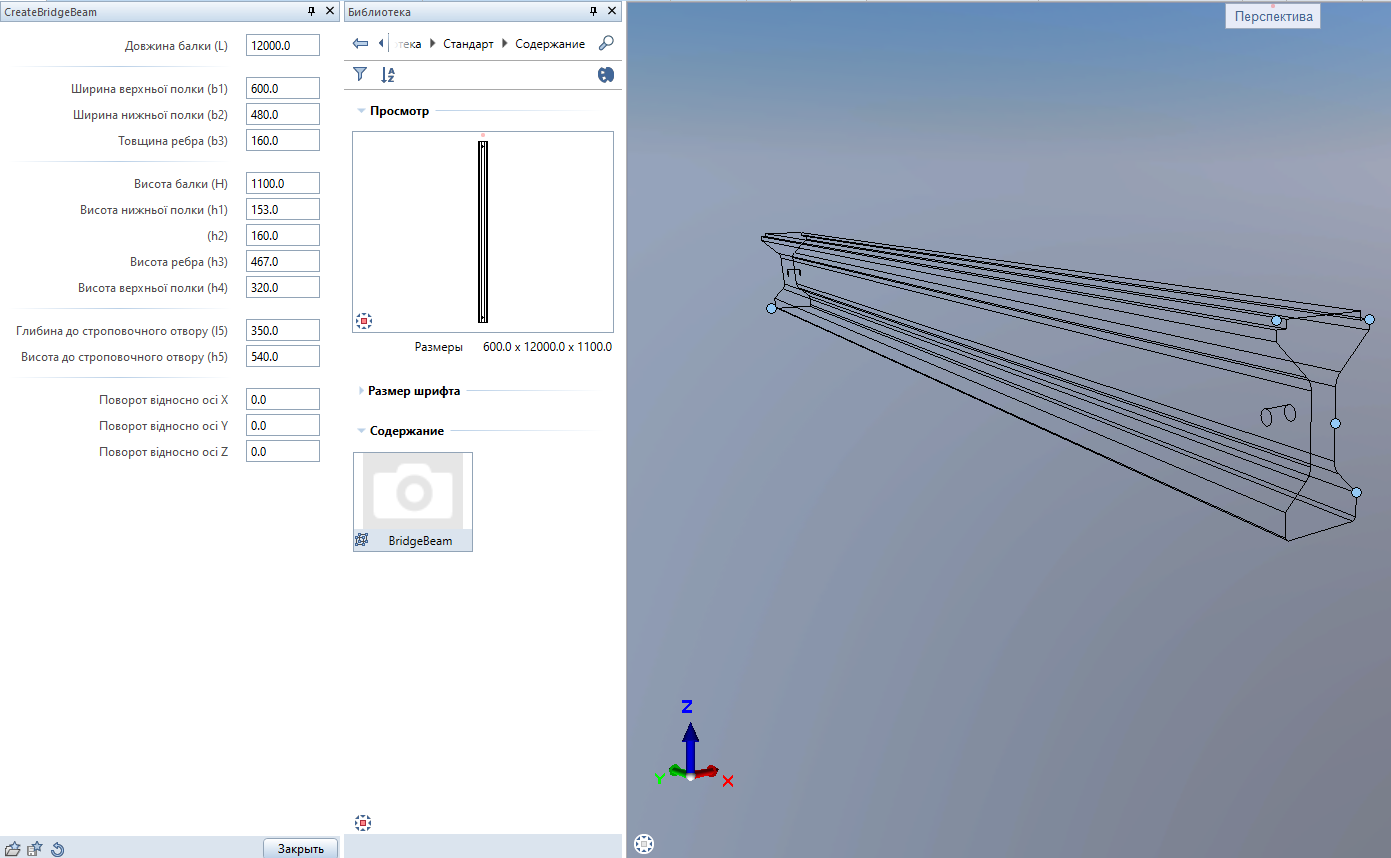 CreateBridgeBeam
Довжина балки (L) 12000.0
Ширина верхньої полки (b1) 600.0
Ширина нижньої полки (b2) 480.0
Товщина ребра (b3) 160.0
Висота балки (H) 1100.0
Висота нижньої полки (h1) 153.0
(h2) 160.0
Висота ребра (h3) 467.0
Висота верхньої полки (h4) 320.0
Глибина до строповочного отвору (l5) 350.0
Висота до строповочного отвору (h5) 540.0
Поворот відносно осі X 0.0
Поворот відносно осі Y 0.0
Поворот відносно осі Z 0.0
Закрыть
Библиотека
тека Стандарт Содержание
A
Z
Просмотр
Размеры 600.0 x 12000.0 x 1100.0
Размер шрифта
Содержание
BridgeBeam
Перспектива
Z
Y
X